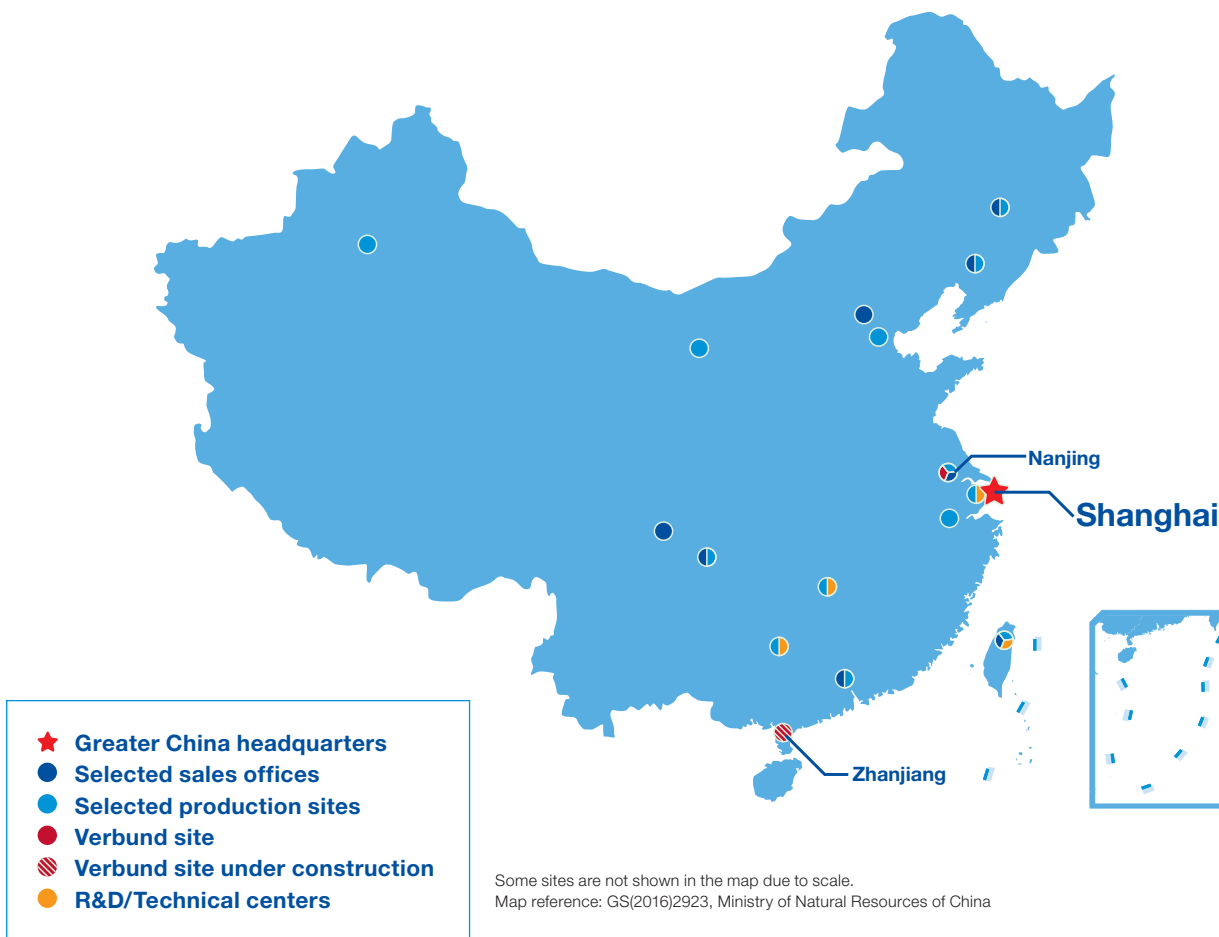 Nanjing
Shanghai
Zhanjiang
Greater China headquarters
Selected sales offices
Selected production sites
Verbund site
Verbund site under construction
R&D/Technical centers
Some sites are not shown in the map due to scale.
Map reference: GS(2016)2923, Ministry of Natural Resources of China